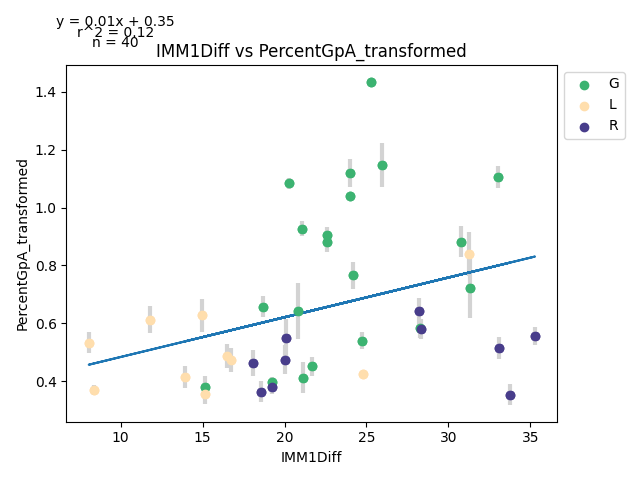 y = 0.01x + 0.35
r^2 = 0.12
n = 40
IMM1Diff vs PercentGpA_transformed
G
L
R
PercentGpA_transformed
1.4
1.2
1.0
0.8
0.6
0.4
10 15 20 25 30 35
IMM1Diff